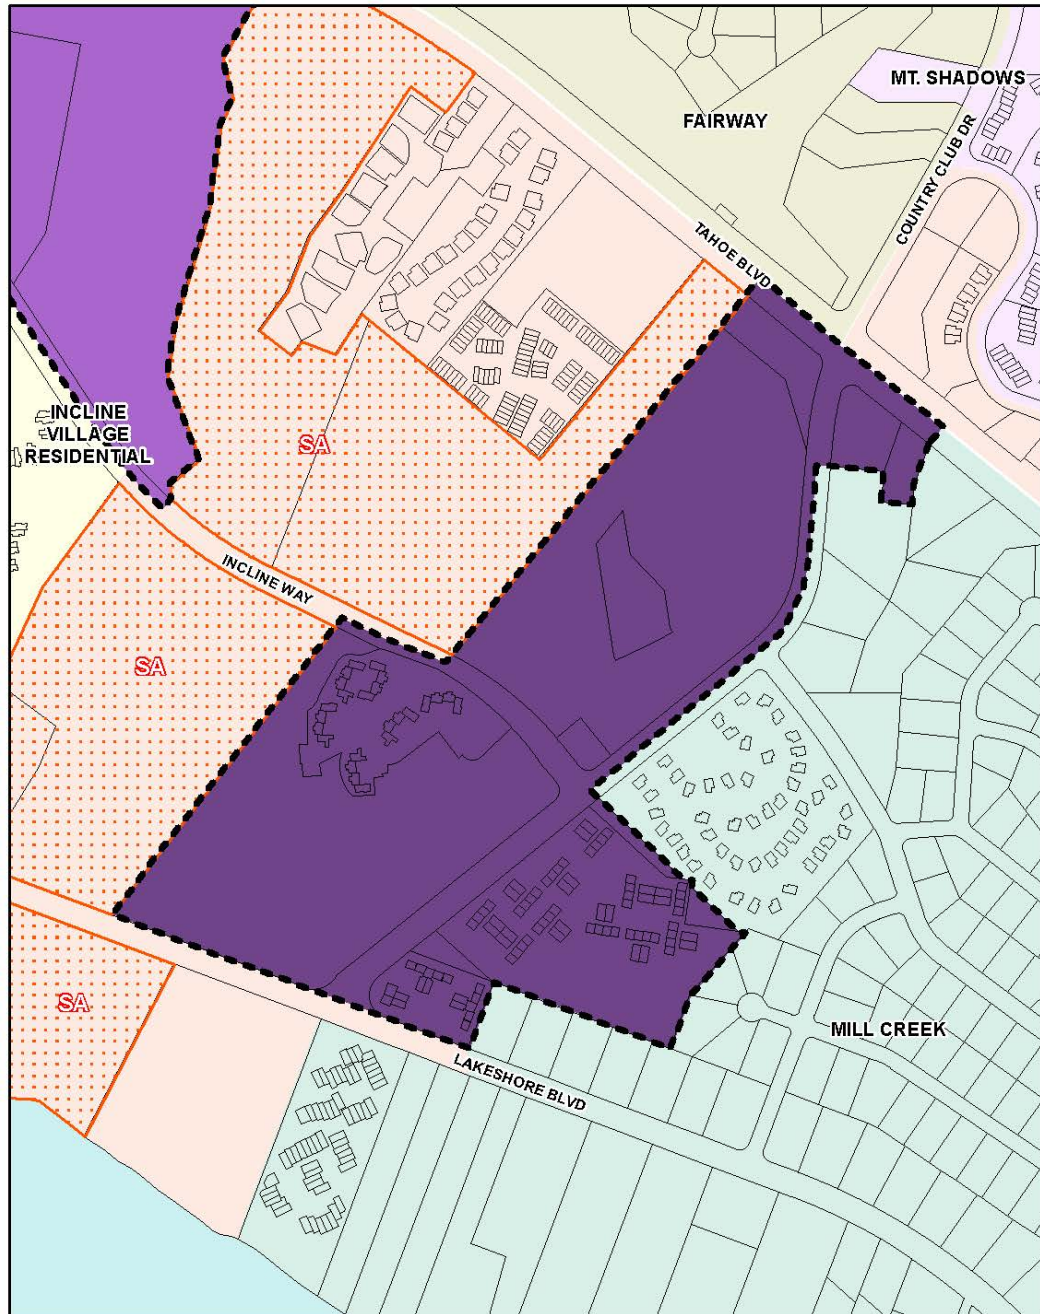 MT. SHADOWS
FAIRWAY
COUNTRY CLUB DR
TAHOE BLVD
INCLINE
VILLAGE
RESIDENTIAL
SA
INCLINE WAY
SA
SA
MILL CREEK
LAKESHORE BLVD